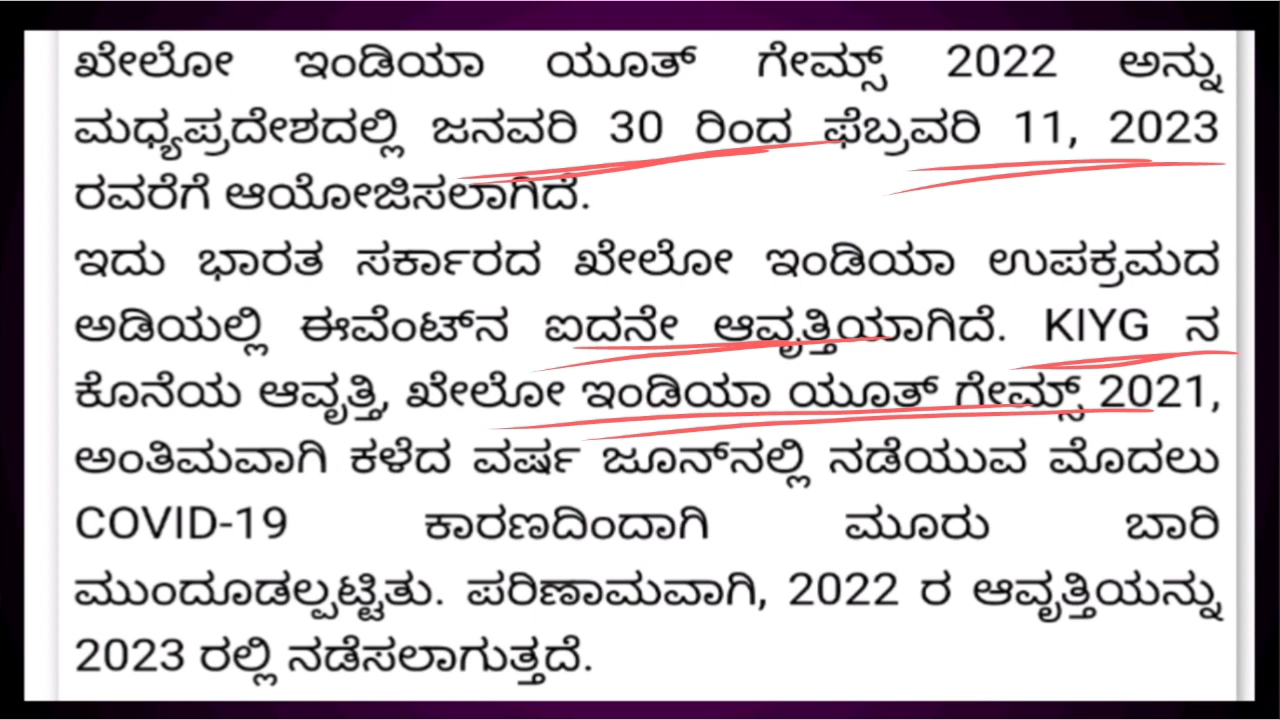 ಖೇಲೋ ಇಂಡಿಯಾ ಯೂತ್ ಗೇಮ್ಸ್ 2022 ಅನ್ನು
ಮಧ್ಯಪ್ರದೇಶದಲ್ಲಿ ಜನವರಿ 30 ರಿಂದ ಫೆಬ್ರವರಿ 11, 2023
ರವರೆಗೆ ಆಯೋಜಿಸಲಾಗಿದೆ.
ಇದು ಭಾರತ ಸರ್ಕಾರದ ಖೇಲೋ ಇಂಡಿಯಾ ಉಪಕ್ರಮದ
ಅಡಿಯಲ್ಲಿ ಈವೆಂಟ್‌ನ ಐದನೇ ಆವೃತ್ತಿಯಾಗಿದೆ. KIYG ನ
ಕೊನೆಯ ಆವೃತ್ತಿ, ಖೇಲೋ ಇಂಡಿಯಾ ಯೂತ್ ಗೇಮ್ಸ್ 2021,
ಅಂತಿಮವಾಗಿ ಕಳೆದ ವರ್ಷ ಜೂನ್‌ನಲ್ಲಿ ನಡೆಯುವ ಮೊದಲು
COVID-19 ಕಾರಣದಿಂದಾಗಿ ಮೂರು ಬಾರಿ
ಮುಂದೂಡಲ್ಪಟ್ಟಿತು. ಪರಿಣಾಮವಾಗಿ, 2022 ರ ಆವೃತ್ತಿಯನ್ನು
2023 ರಲ್ಲಿ ನಡೆಸಲಾಗುತ್ತದೆ.